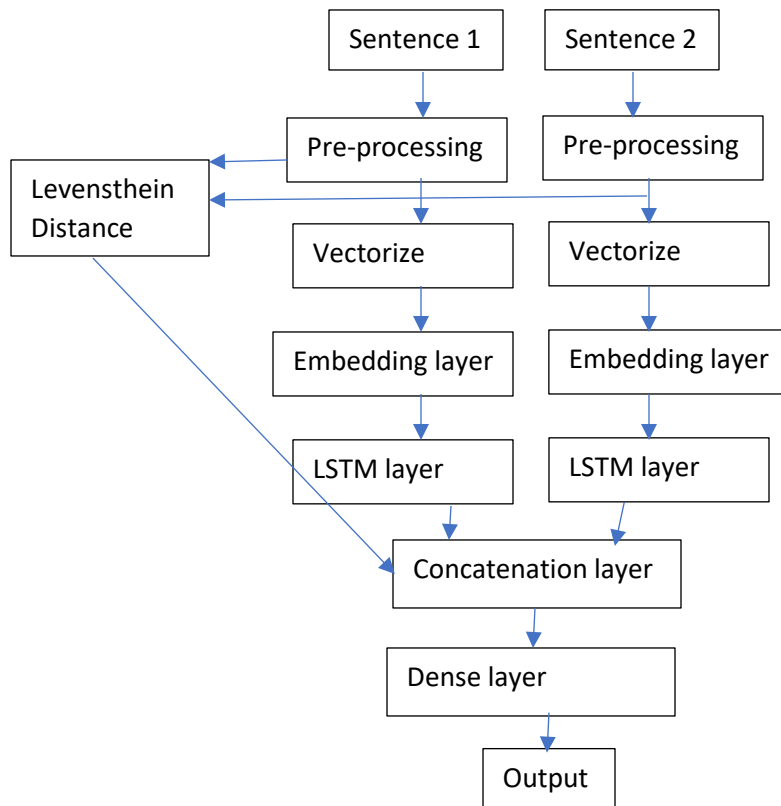 Sentence 1
Sentence 2
Pre-processing
Pre-processing
Levensthein
Distance
Vectorize
Vectorize
Embedding layer
Embedding layer
LSTM layer
LSTM layer
Concatenation layer
Dense layer
Output